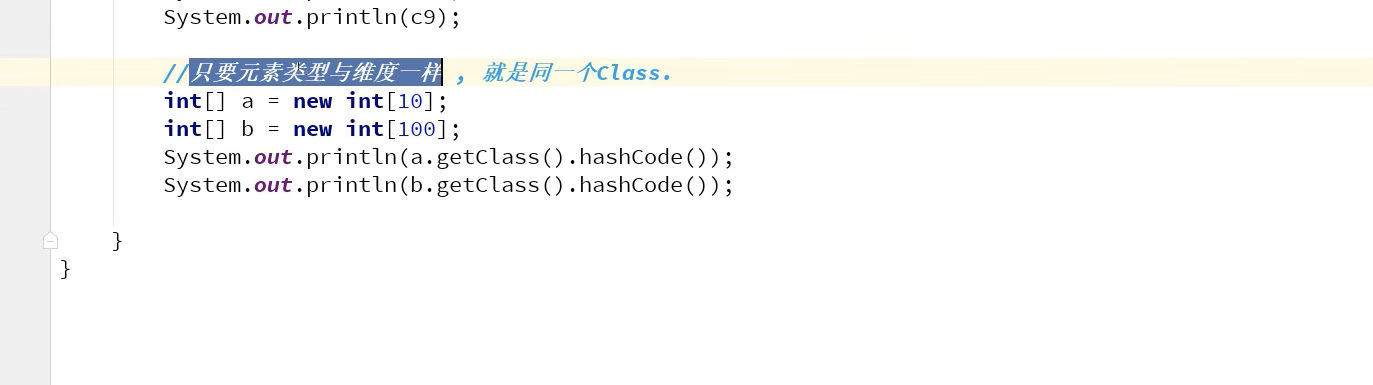 System.out.println(c9);
//只要元素类型与维度一样 , 就是同一个Class.
int[] a = new int[10];
int[] b = new int[100];
System.out.println(a.getClass().hashCode());
System.out.println(b.getClass().hashCode());
}
}